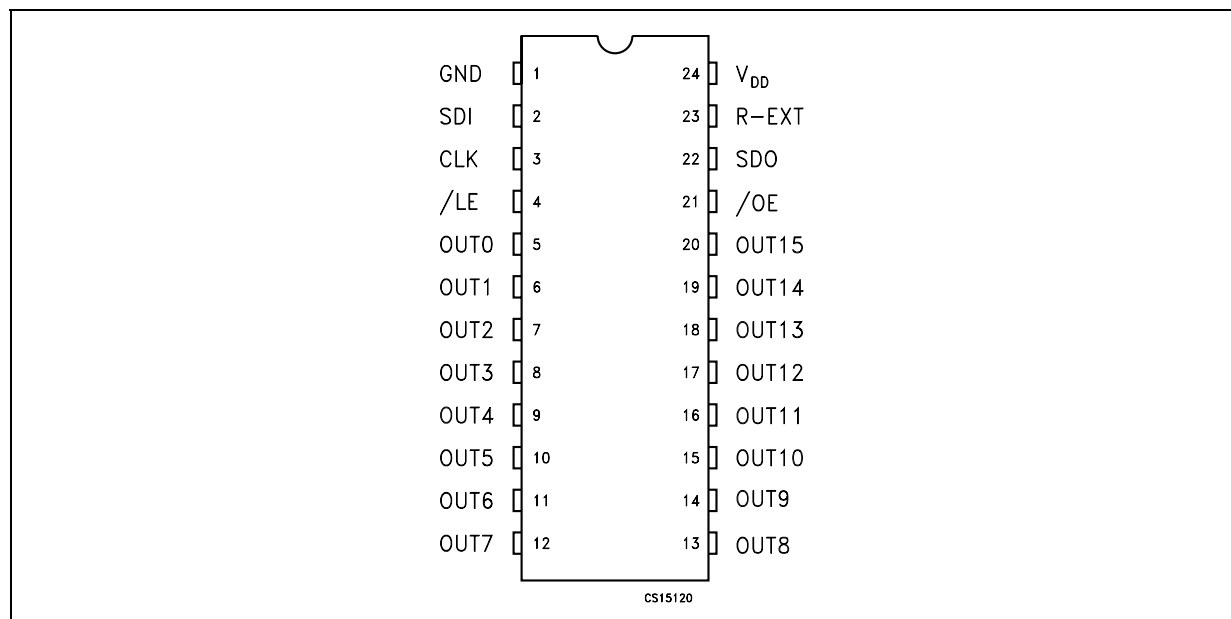 GND 1 24 VDD
SDI 2 23 R-EXT
CLK 3 22 SDO
/LE 4 21 /OE
OUT0 5 20 OUT15
OUT1 6 19 OUT14
OUT2 7 18 OUT13
OUT3 8 17 OUT12
OUT4 9 16 OUT11
OUT5 10 15 OUT10
OUT6 11 14 OUT9
OUT7 12 13 OUT8
CS15120